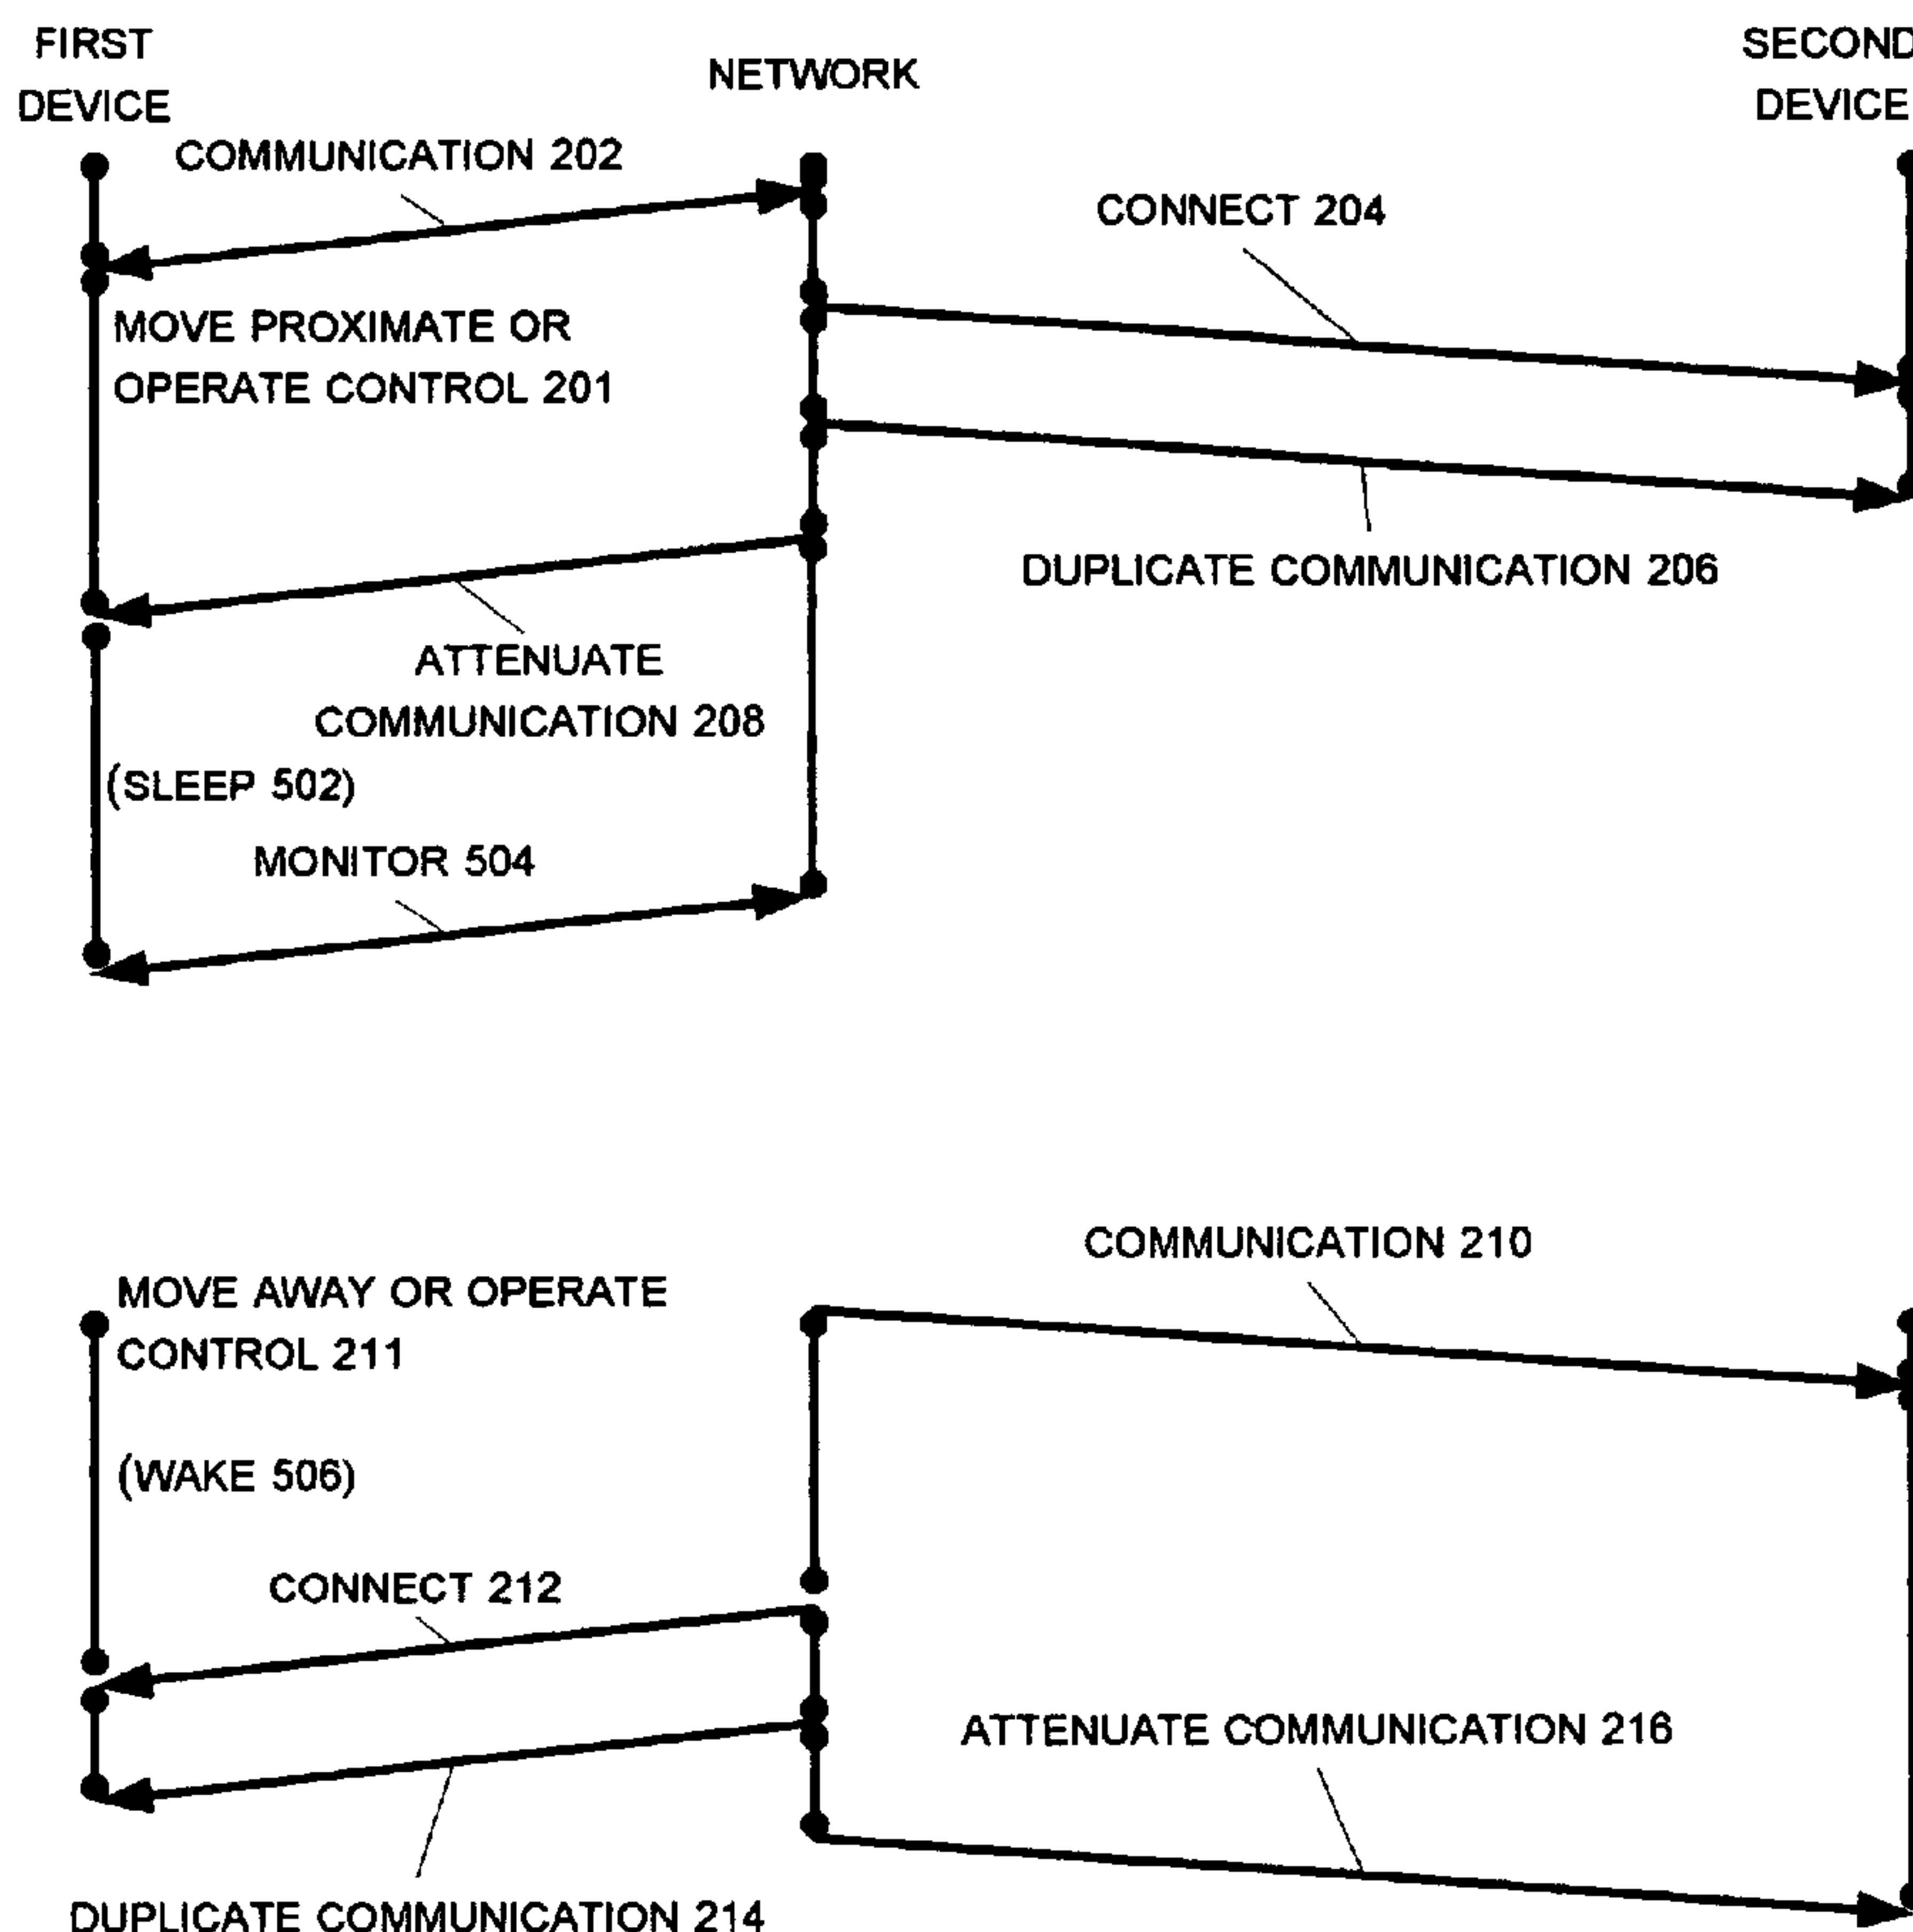 FIRST
DEVICE
NETWORK
SECOND
DEVICE
COMMUNICATION 202
CONNECT 204
MOVE PROXIMATE OR
OPERATE CONTROL 201
DUPLICATE COMMUNICATION 206
ATTENUATE
COMMUNICATION 208
(SLEEP 502)
MONITOR 504
COMMUNICATION 210
MOVE AWAY OR OPERATE
CONTROL 211
(WAKE 506)
CONNECT 212
ATTENUATE COMMUNICATION 216
DUPLICATE COMMUNICATION 214